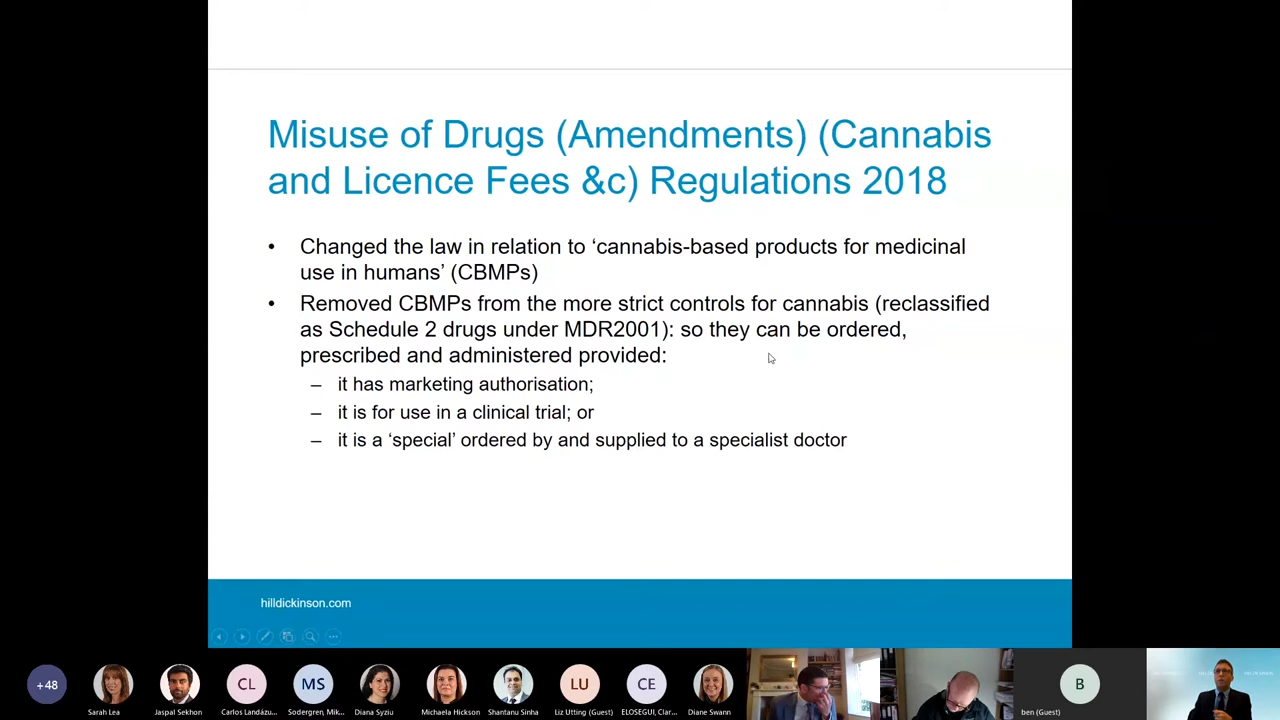 Misuse of Drugs (Amendments) (Cannabis
and Licence Fees &c) Regulations 2018
• Changed the law in relation to ‘cannabis-based products for medicinal
use in humans’ (CBMPs)
• Removed CBMPs from the more strict controls for cannabis (reclassified
as Schedule 2 drugs under MDR2001): so they can be ordered,
prescribed and administered provided:
– it has marketing authorisation;
– it is for use in a clinical trial; or
– it is a ‘special’ ordered by and supplied to a specialist doctor
hilldickinson.com
+48
CL
MS
LU
CE
B
Sarah Lea
Jaspal Sekhon
Carlos Landázu...
Sodergren, Mik...
Diana Syziu
Michaela Hickson
Shantanu Sinha
Liz Utting (Guest)
ELOSEGUI, Clar...
Diane Swann
ben (Guest)